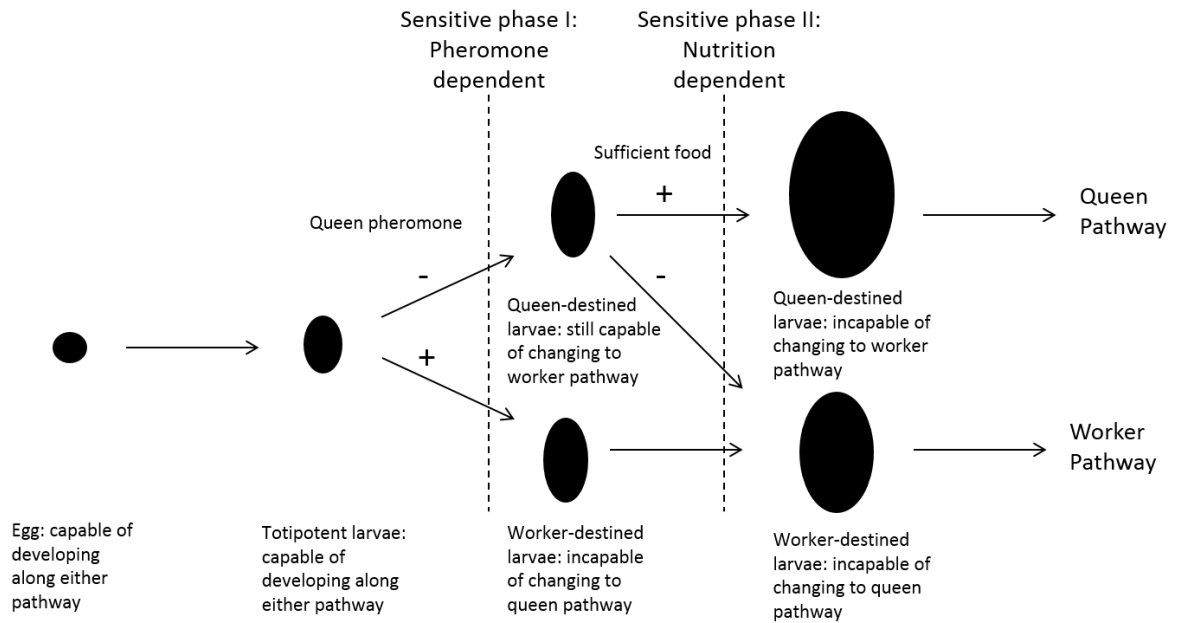 Sensitive phase I:
Pheromone
dependent
Sensitive phase II:
Nutrition
dependent
Sufficient food
+
-
Queen pheromone
-
+
Queen
Pathway
Queen-destined
larvae: still capable
of changing to
worker pathway
Queen-destined
larvae: incapable of
changing to worker
pathway
Worker
Pathway
Egg: capable of
developing
along either
pathway
Totipotent larvae:
capable of
developing along
either pathway
Worker-destined
larvae: incapable
of changing to
queen pathway
Worker-destined
larvae: incapable of
changing to queen
pathway